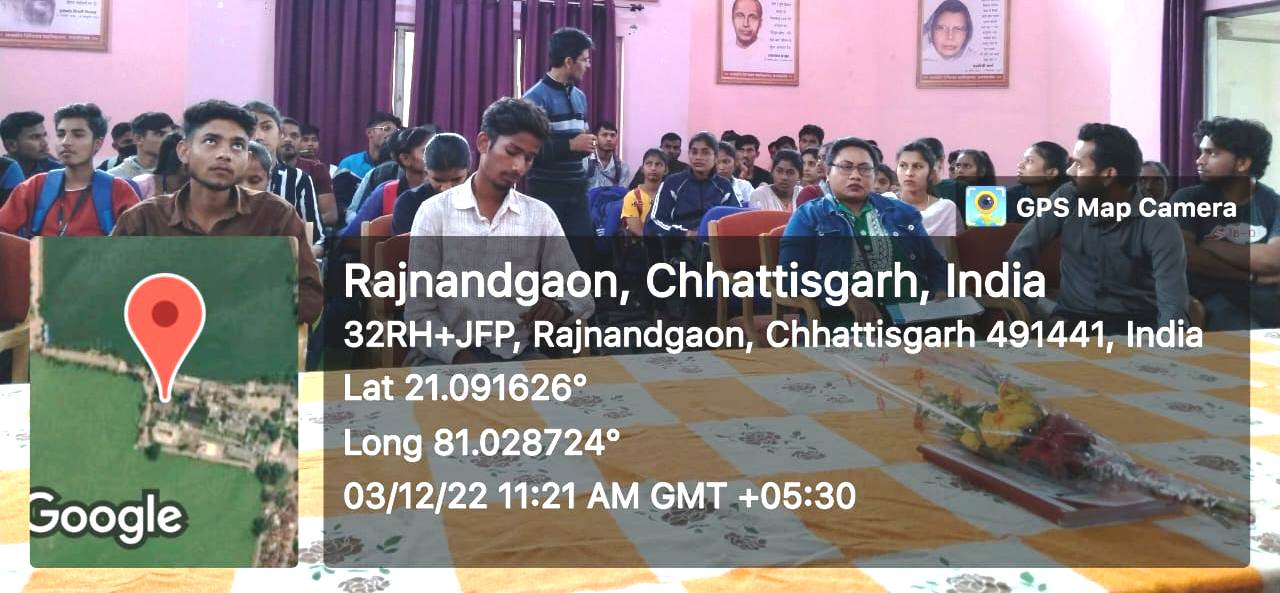 GPS Map Camera
Rajnandgaon, Chhattisgarh, India
32RH+JFP, Rajnandgaon, Chhattisgarh 491441, India
Lat 21.091626°
Long 81.028724°
03/12/22 11:21 AM GMT +05:30
Google